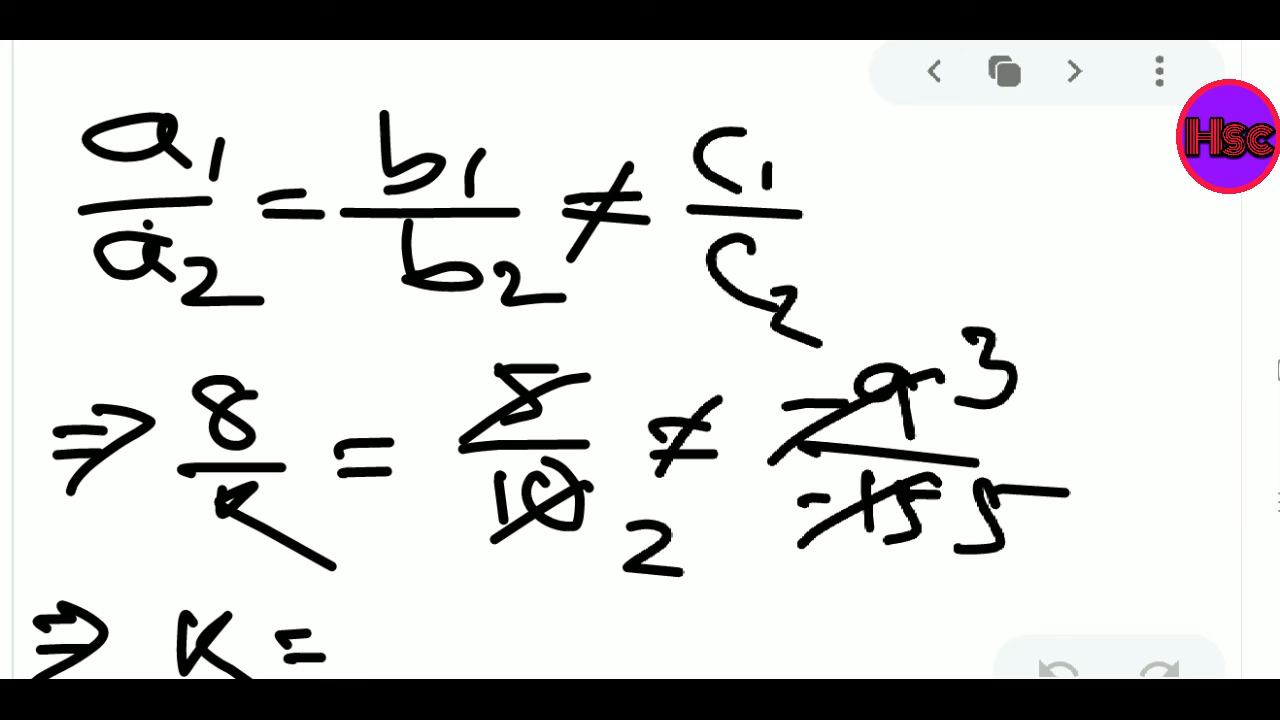 Hsc
a₁/a₂ = b₁/b₂ ≠ c₁/c₂
⇒ 8/k = 5/10 2 ≠ -9/-15 3/5
⇒ k =